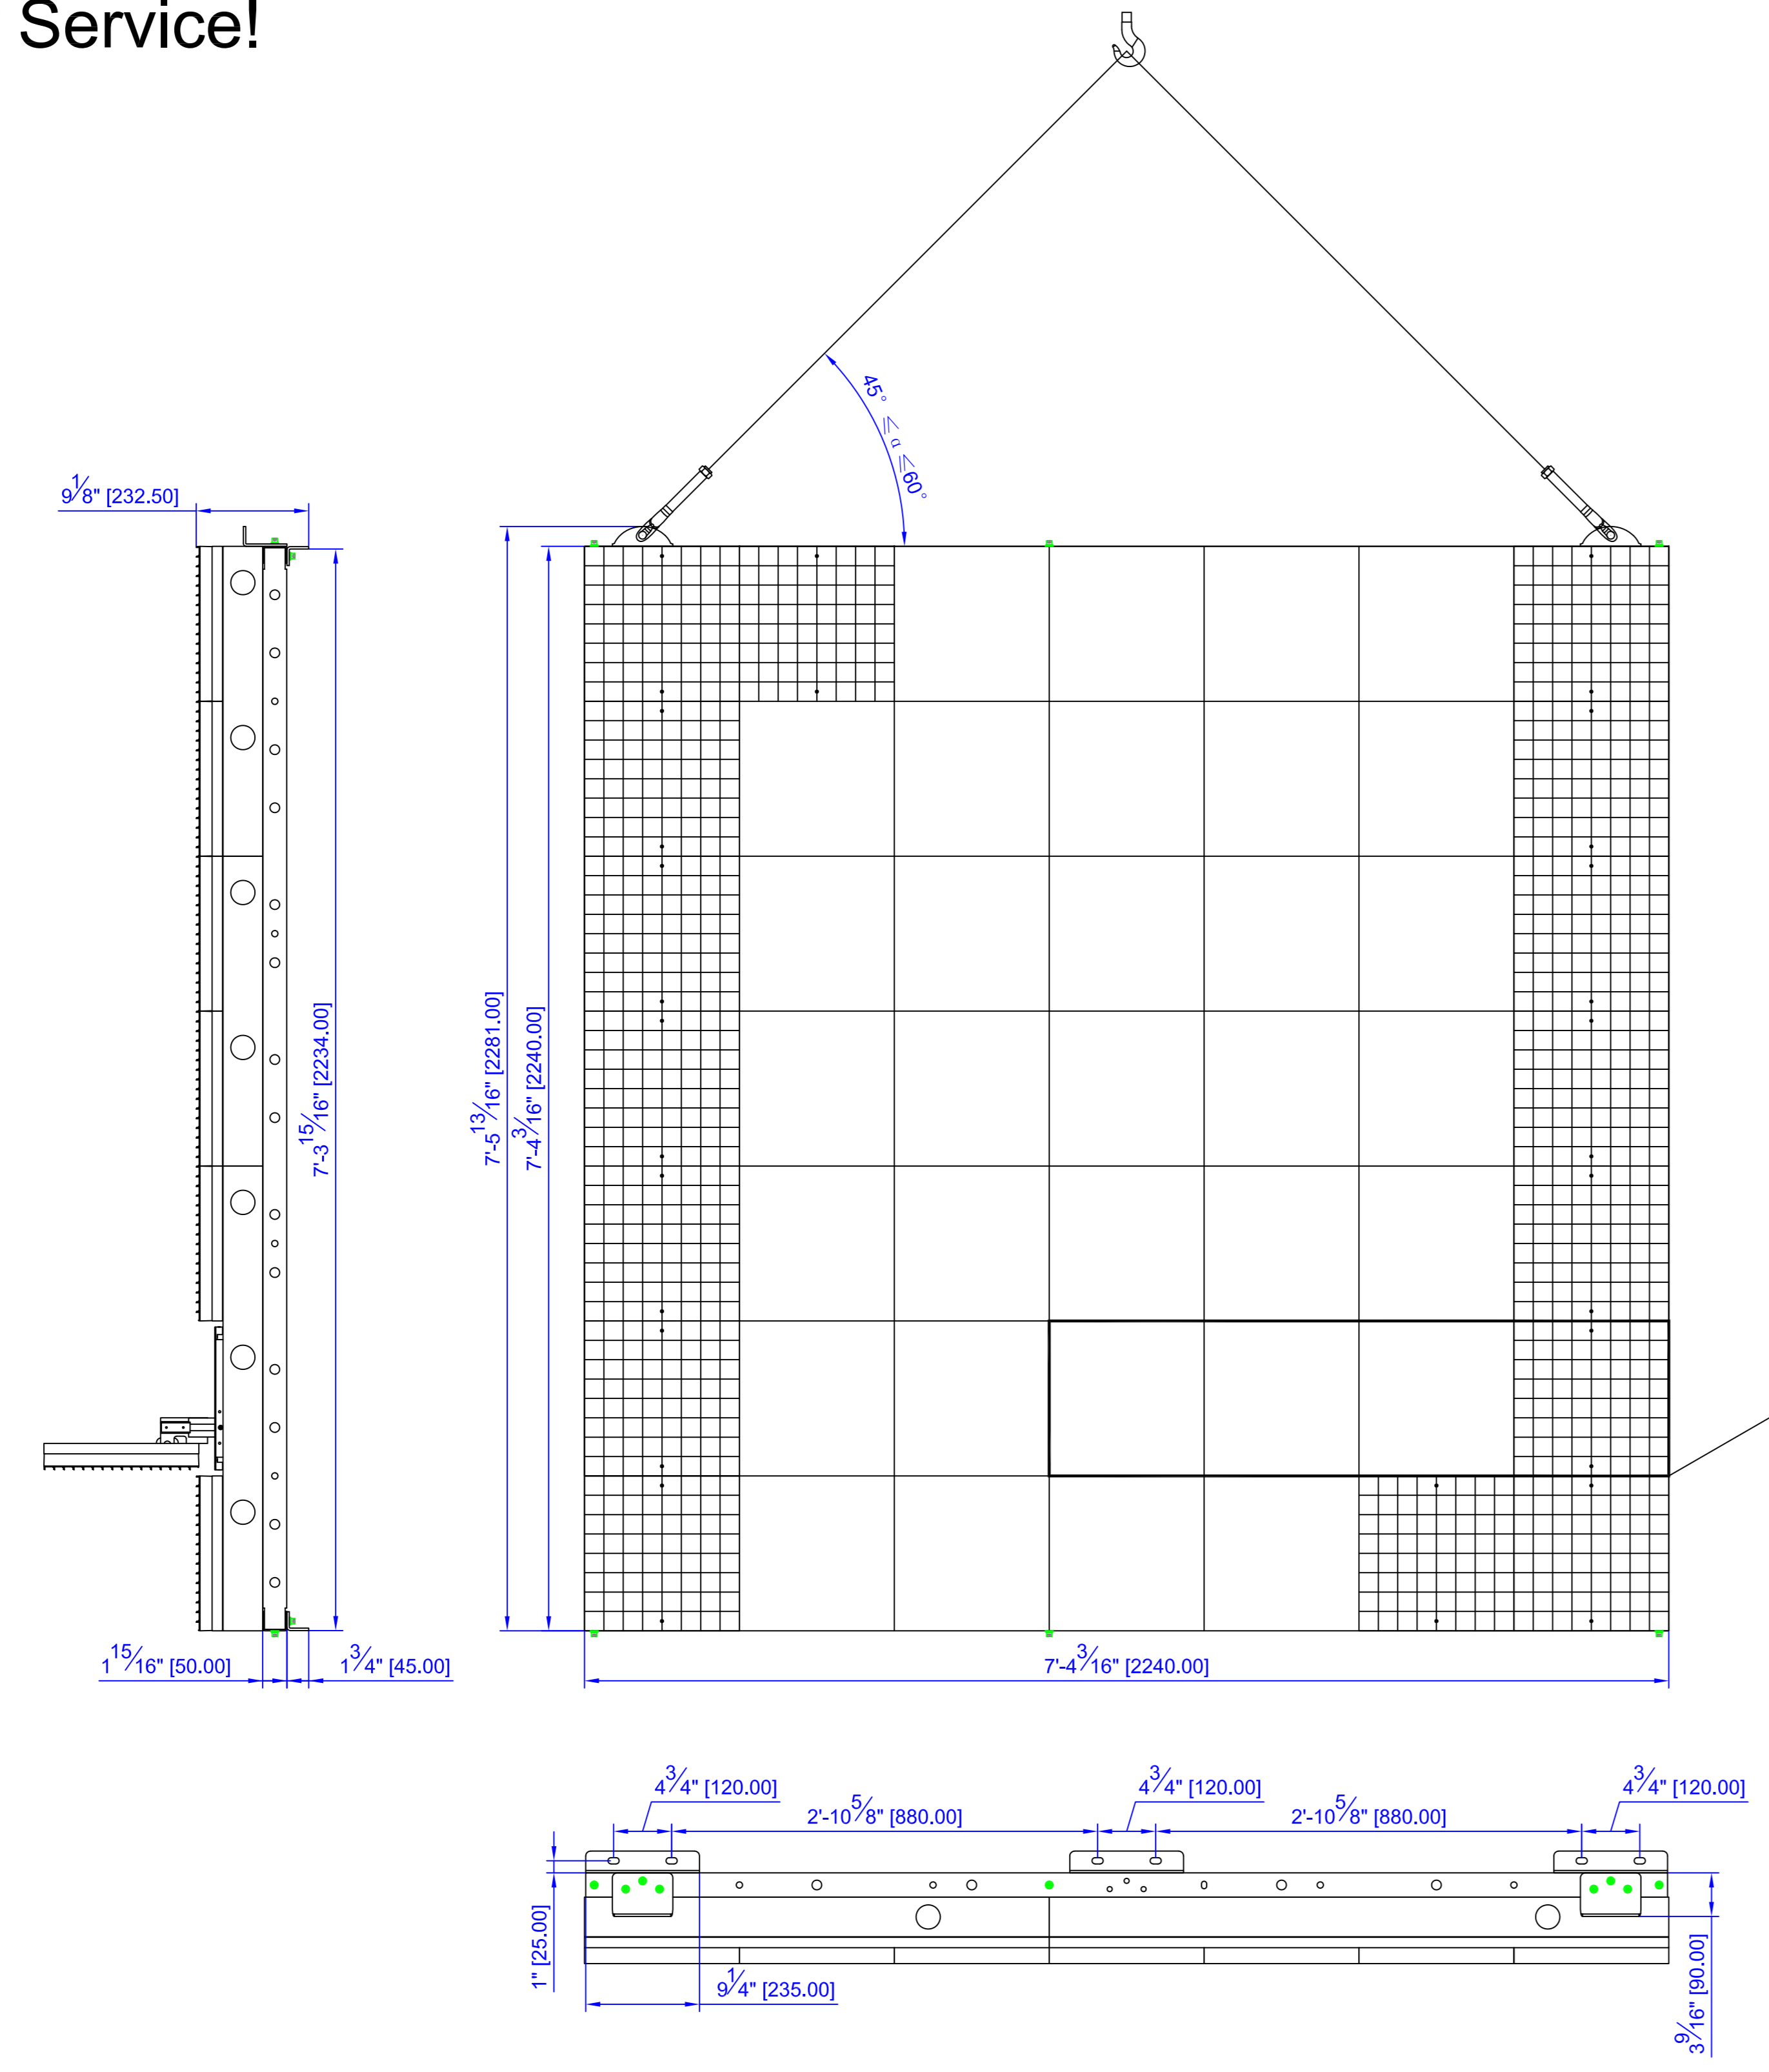 Service!
45° ≤ α ≤60°
9 1/8" [232.50]
7'-3 15/16" [2234.00]
7'-5 13/16" [2281.00]
7'-4 3/16" [2240.00]
1 15/16" [50.00]
1 3/4" [45.00]
7'-4 3/16" [2240.00]
4 3/4" [120.00]
4 3/4" [120.00]
4 3/4" [120.00]
2'-10 5/8" [880.00]
2'-10 5/8" [880.00]
1" [25.00]
9 1/4" [235.00]
3 9/16" [90.00]